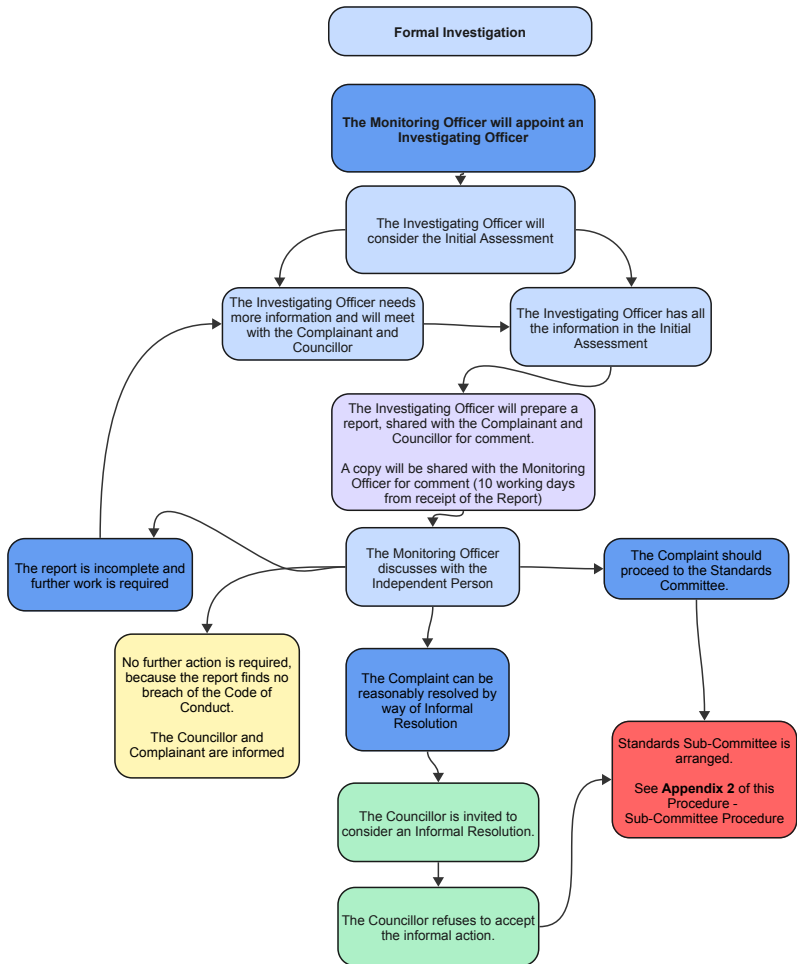 Formal Investigation
The Monitoring Officer will appoint an
Investigating Officer
The Investigating Officer will
consider the Initial Assessment
The Investigating Officer needs
more information and will meet
with the Complainant and
Councillor
The Investigating Officer has all
the information in the Initial
Assessment
The Investigating Officer will prepare a
report, shared with the Complainant and
Councillor for comment.
A copy will be shared with the Monitoring
Officer for comment (10 working days
from receipt of the Report)
The report is incomplete and
further work is required
The Monitoring Officer
discusses with the
Independent Person
The Complaint should
proceed to the Standards
Committee.
No further action is required,
because the report finds no
breach of the Code of
Conduct.
The Councillor and
Complainant are informed
The Complaint can be
reasonably resolved by
way of Informal
Resolution
Standards Sub-Committee is
arranged.
See Appendix 2 of this
Procedure -
Sub-Committee Procedure
The Councillor is invited to
consider an Informal Resolution.
The Councillor refuses to accept
the informal action.